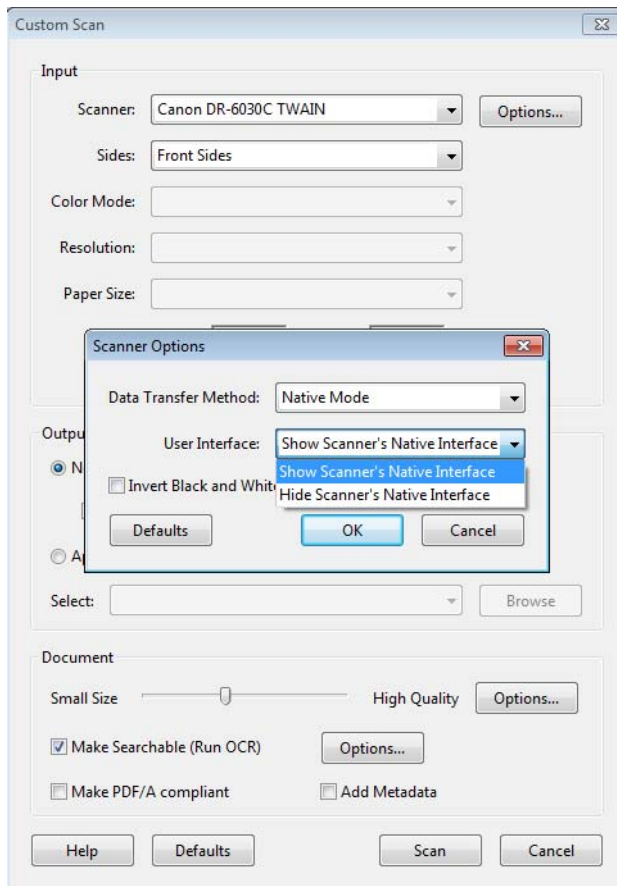 Custom Scan
Input
Scanner: Canon DR-6030C TWAIN Options...
Sides: Front Sides
Color Mode:
Resolution:
Paper Size:
Scanner Options
Data Transfer Method: Native Mode
User Interface: Show Scanner's Native Interface
Show Scanner's Native Interface
Hide Scanner's Native Interface
Invert Black and White
Defaults OK Cancel
Outpu
N
A
Select: Browse
Document
Small Size High Quality Options...
Make Searchable (Run OCR) Options...
Make PDF/A compliant Add Metadata
Help Defaults Scan Cancel